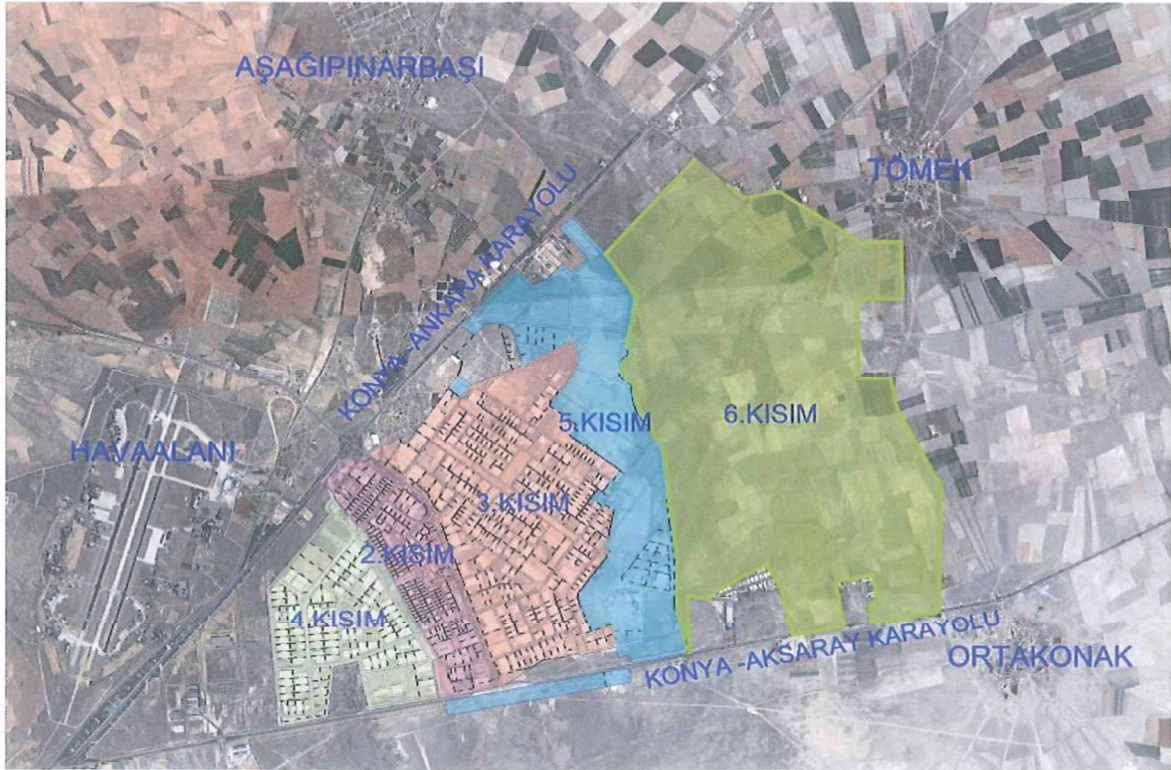 AŞAĞIPINARBAŞI
TÖMEK
KONYA -ANKARA KARAYOLU
HAVAALANI
5.KISIM
6.KISIM
3.KISIM
2.KISIM
4.KISIM
KONYA -AKSARAY KARAYOLU
ORTAKONAK